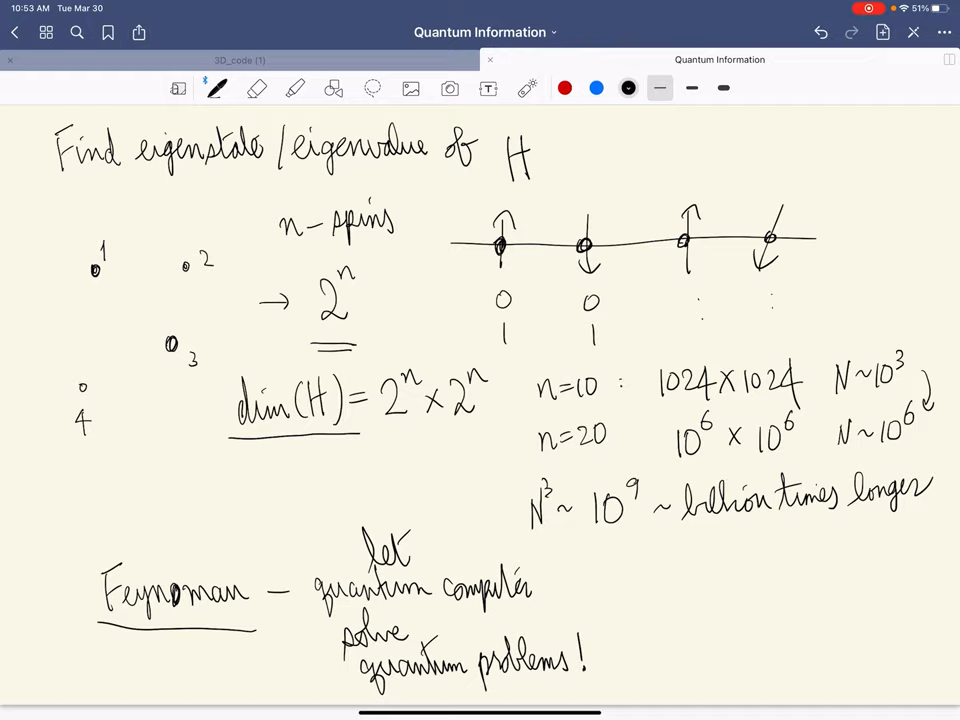 10:53 AM Tue Mar 30
51%
Quantum Information
3D_code (1)
Quantum Information
Find eigenstate/eigenvalue of H
n-spins
1
2
3
4
→ 2^n
0 0 : :
1 1
dim(H) = 2^n × 2^n
n=10 : 1024×1024 N~10^3
n=20 10^6 × 10^6 N~10^6
N^3 ~ 10^9 ~ billion times longer
let
Feynman – quantum computer
solve
quantum problems!